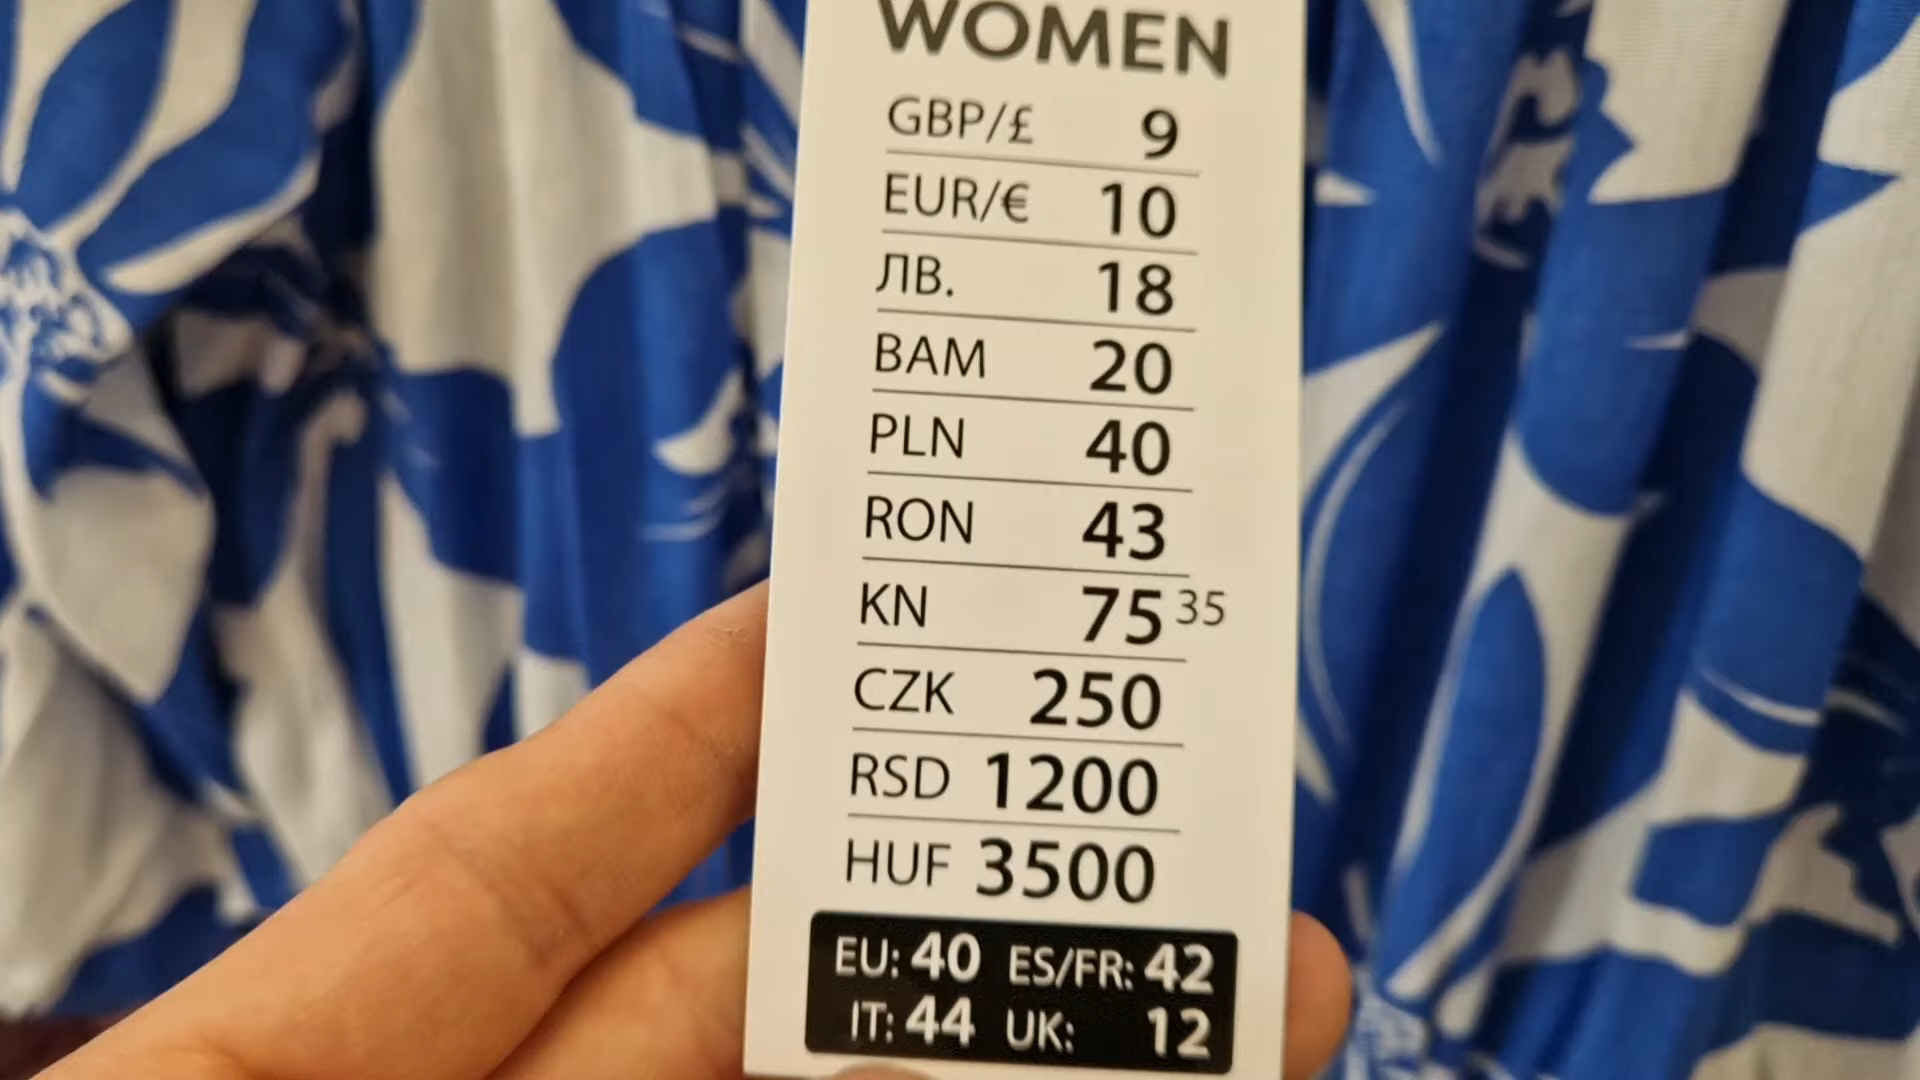 WOMEN
GBP/£ 9
EUR/€ 10
ЛВ. 18
BAM 20
PLN 40
RON 43
KN 75 35
CZK 250
RSD 1200
HUF 3500
EU: 40 ES/FR: 42
IT: 44 UK: 12